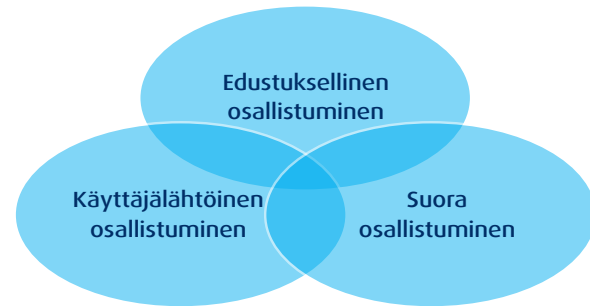 Edustuksellinen
osallistuminen
Käyttäjälähtöinen
osallistuminen
Suora
osallistuminen